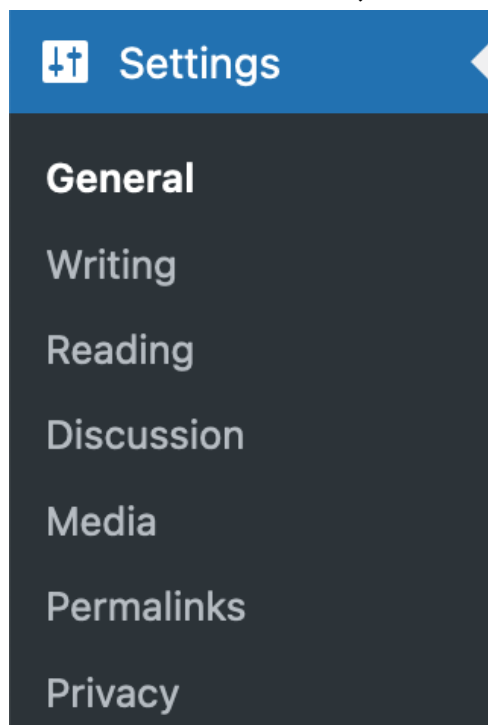 Settings
General
Writing
Reading
Discussion
Media
Permalinks
Privacy